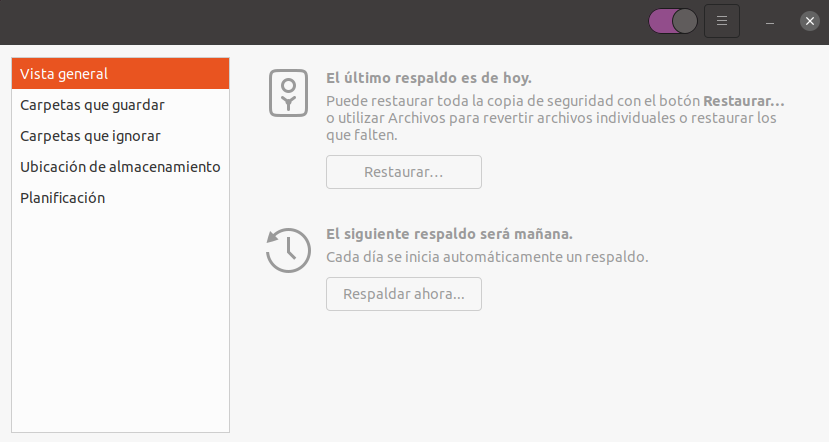 Vista general
Carpetas que guardar
Carpetas que ignorar
Ubicación de almacenamiento
Planificación
El último respaldo es de hoy.
Puede restaurar toda la copia de seguridad con el botón Restaurar...
o utilizar Archivos para revertir archivos individuales o restaurar los
que falten.
Restaurar...
El siguiente respaldo será mañana.
Cada día se inicia automáticamente un respaldo.
Respaldar ahora...